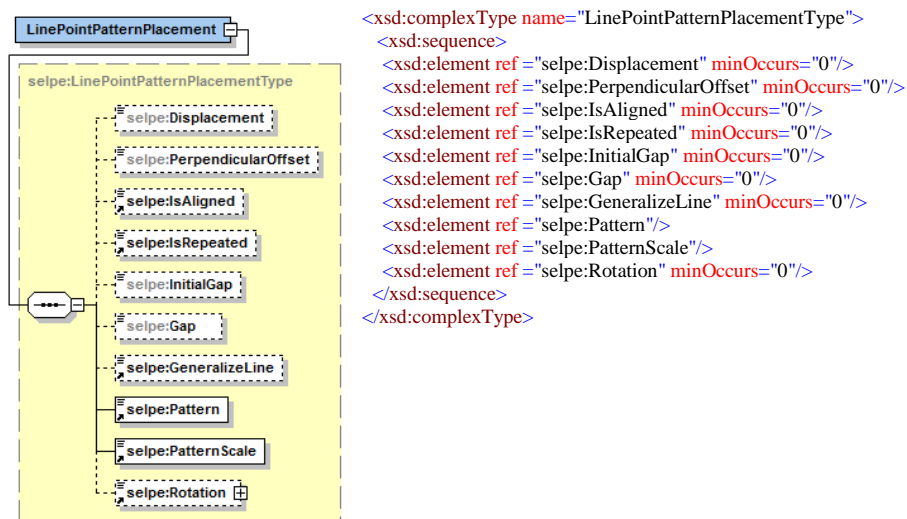 LinePointPatternPlacement
selpe:LinePointPatternPlacementType
selpe:Displacement
selpe:PerpendicularOffset
selpe:IsAligned
selpe:IsRepeated
selpe:InitialGap
selpe:Gap
selpe:GeneralizeLine
selpe:Pattern
selpe:PatternScale
selpe:Rotation
<xsd:complexType name="LinePointPatternPlacementType">
<xsd:sequence>
<xsd:element ref ="selpe:Displacement" minOccurs="0"/>
<xsd:element ref ="selpe:PerpendicularOffset" minOccurs="0"/>
<xsd:element ref ="selpe:IsAligned" minOccurs="0"/>
<xsd:element ref ="selpe:IsRepeated" minOccurs="0"/>
<xsd:element ref ="selpe:InitialGap" minOccurs="0"/>
<xsd:element ref ="selpe:Gap" minOccurs="0"/>
<xsd:element ref ="selpe:GeneralizeLine" minOccurs="0"/>
<xsd:element ref ="selpe:Pattern"/>
<xsd:element ref ="selpe:PatternScale"/>
<xsd:element ref ="selpe:Rotation" minOccurs="0"/>
</xsd:sequence>
</xsd:complexType>